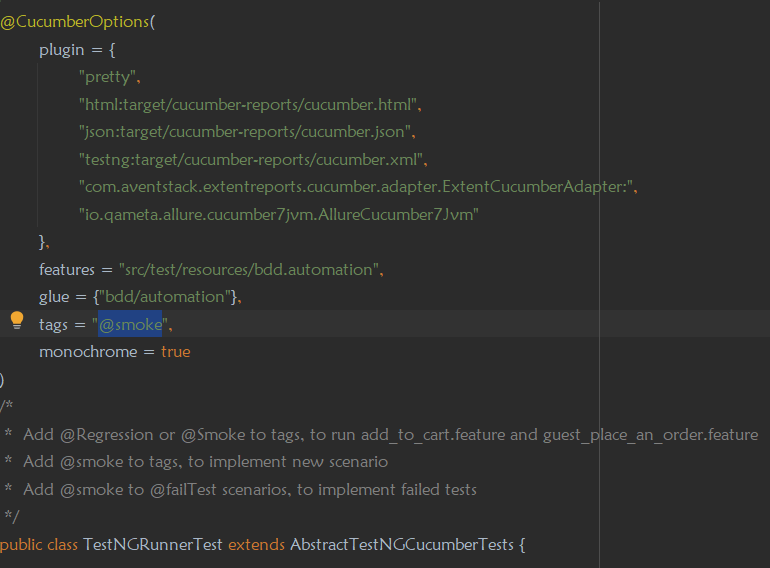 @CucumberOptions(
plugin = {
"pretty",
"html:target/cucumber-reports/cucumber.html",
"json:target/cucumber-reports/cucumber.json",
"testng:target/cucumber-reports/cucumber.xml",
"com.aventstack.extentreports.cucumber.adapter.ExtentCucumberAdapter:",
"io.qameta.allure.cucumber7jvm.AllureCucumber7Jvm"
},
features = "src/test/resources/bdd.automation",
glue = {"bdd/automation"},
tags = "@smoke",
monochrome = true
)
/*
* Add @Regression or @Smoke to tags, to run add_to_cart.feature and guest_place_an_order.feature
* Add @smoke to tags, to implement new scenario
* Add @smoke to @failTest scenarios, to implement failed tests
*/
public class TestNGRunnerTest extends AbstractTestNGCucumberTests {